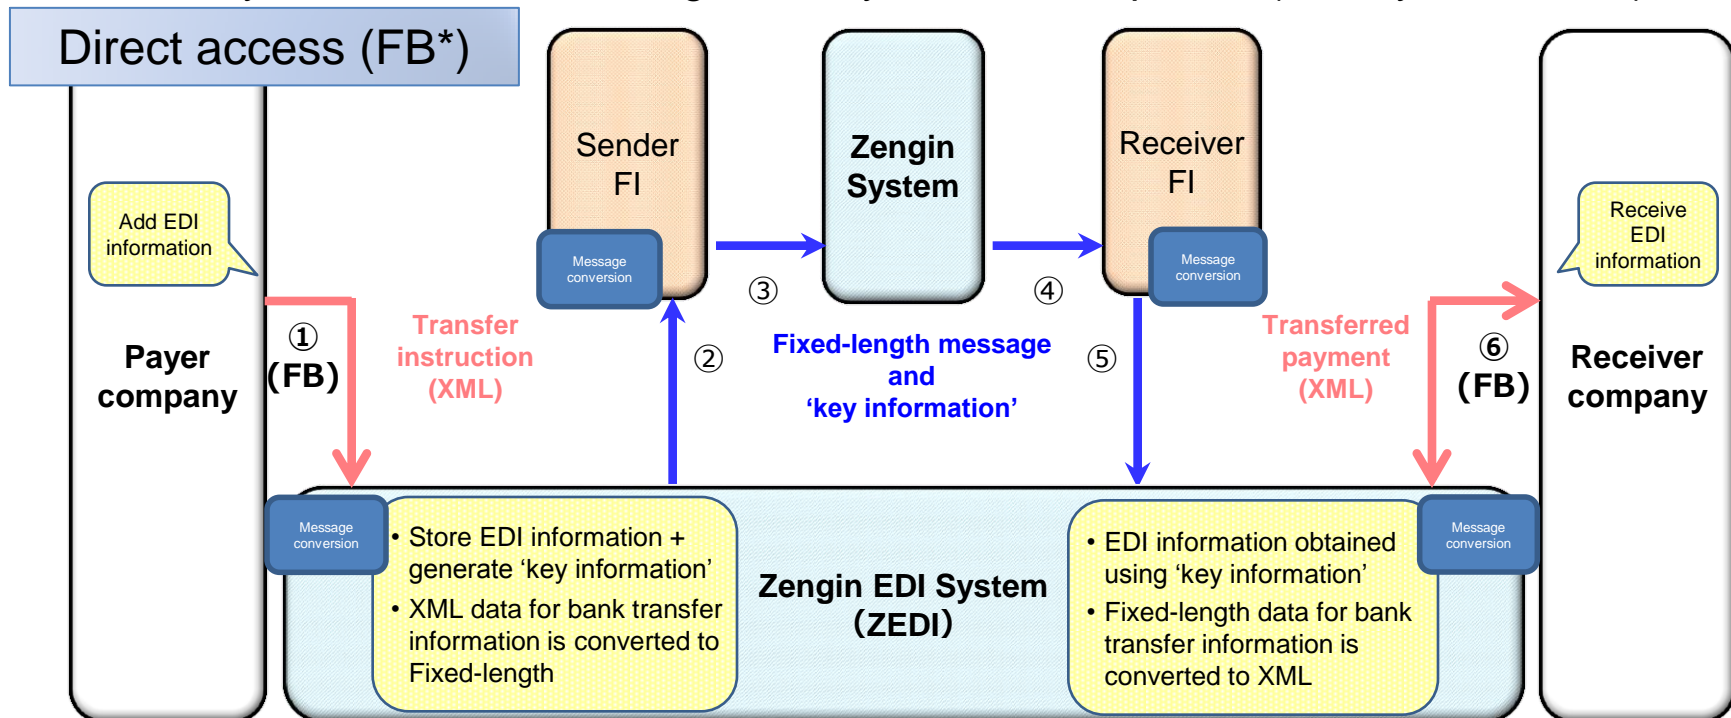 Direct access (FB*)
Sender
FI
Zengin
System
Receiver
FI
Add EDI
information
Receive
EDI
information
Message
conversion
Message
conversion
③
④
①
(FB)
Transfer
instruction
(XML)
②
Fixed-length message
and
‘key information’
⑤
Transferred
payment
(XML)
⑥
(FB)
Payer
company
Receiver
company
Message
conversion
• Store EDI information +
generate ‘key information’
• XML data for bank transfer
information is converted to
Fixed-length
Zengin EDI System
(ZEDI)
• EDI information obtained
using ‘key information’
• Fixed-length data for bank
transfer information is
converted to XML
Message
conversion